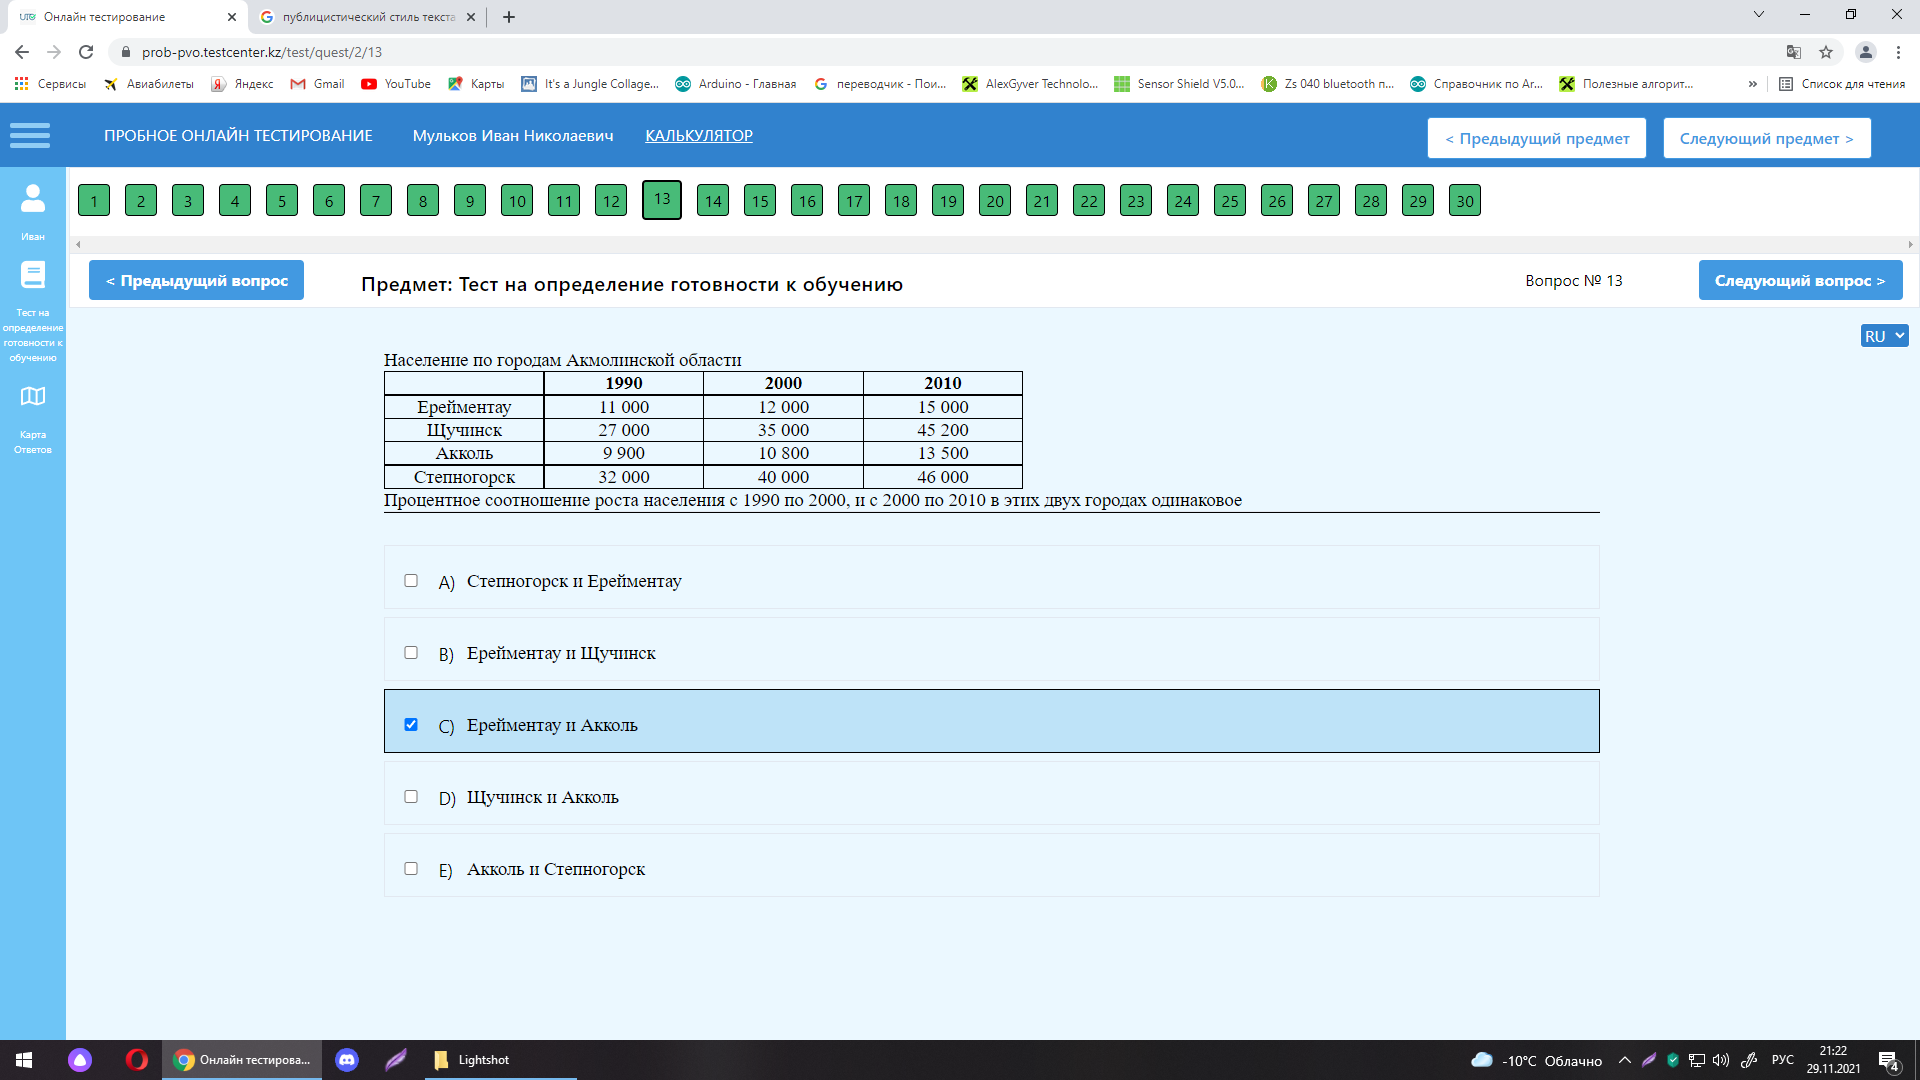 Онлайн тестирование
публицистический стиль текста
prob-pvo.testcenter.kz/test/quest/2/13
Сервисы Авиабилеты Яндекс Gmail YouTube Карты It's a Jungle Collage... Arduino - Главная переводчик - Пои... AlexGyver Technolo... Sensor Shield V5.0... Zs 040 bluetooth п... Справочник по Ar... Полезные алгорит... » Список для чтения
ПРОБНОЕ ОНЛАЙН ТЕСТИРОВАНИЕ Мульков Иван Николаевич КАЛЬКУЛЯТОР < Предыдущий предмет Следующий предмет >
1 2 3 4 5 6 7 8 9 10 11 12 13 14 15 16 17 18 19 20 21 22 23 24 25 26 27 28 29 30
Иван
Тест на
определение
готовности к
обучению
Карта
Ответов
< Предыдущий вопрос Предмет: Тест на определение готовности к обучению Вопрос № 13 Следующий вопрос >
RU
Население по городам Акмолинской области
1990 2000 2010
Ерейментау 11 000 12 000 15 000
Щучинск 27 000 35 000 45 200
Акколь 9 900 10 800 13 500
Степногорск 32 000 40 000 46 000
Процентное соотношение роста населения с 1990 по 2000, и с 2000 по 2010 в этих двух городах одинаковое
A) Степногорск и Ерейментау
B) Ерейментау и Щучинск
C) Ерейментау и Акколь
D) Щучинск и Акколь
E) Акколь и Степногорск
Онлайн тестирова... Lightshot -10°C Облачно РУС 21:22
29.11.2021 4